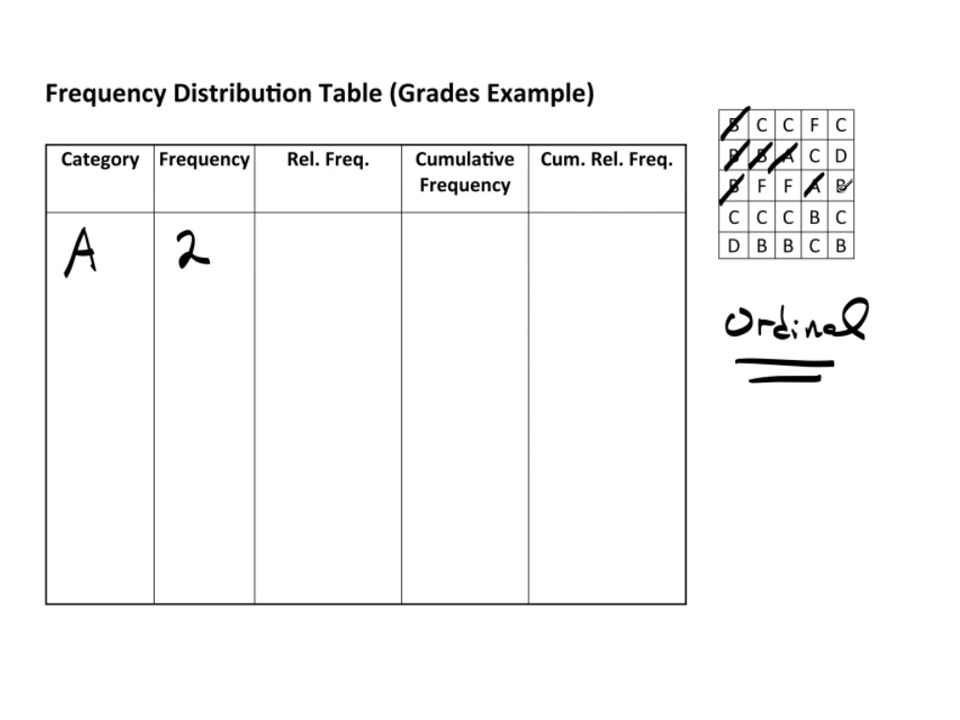 Frequency Distribution Table (Grades Example)
Category Frequency Rel. Freq. Cumulative Frequency Cum. Rel. Freq.
A 2
B C C F C
B B A C D
B F F A B
C C C B C
D B B C B
Ordinal